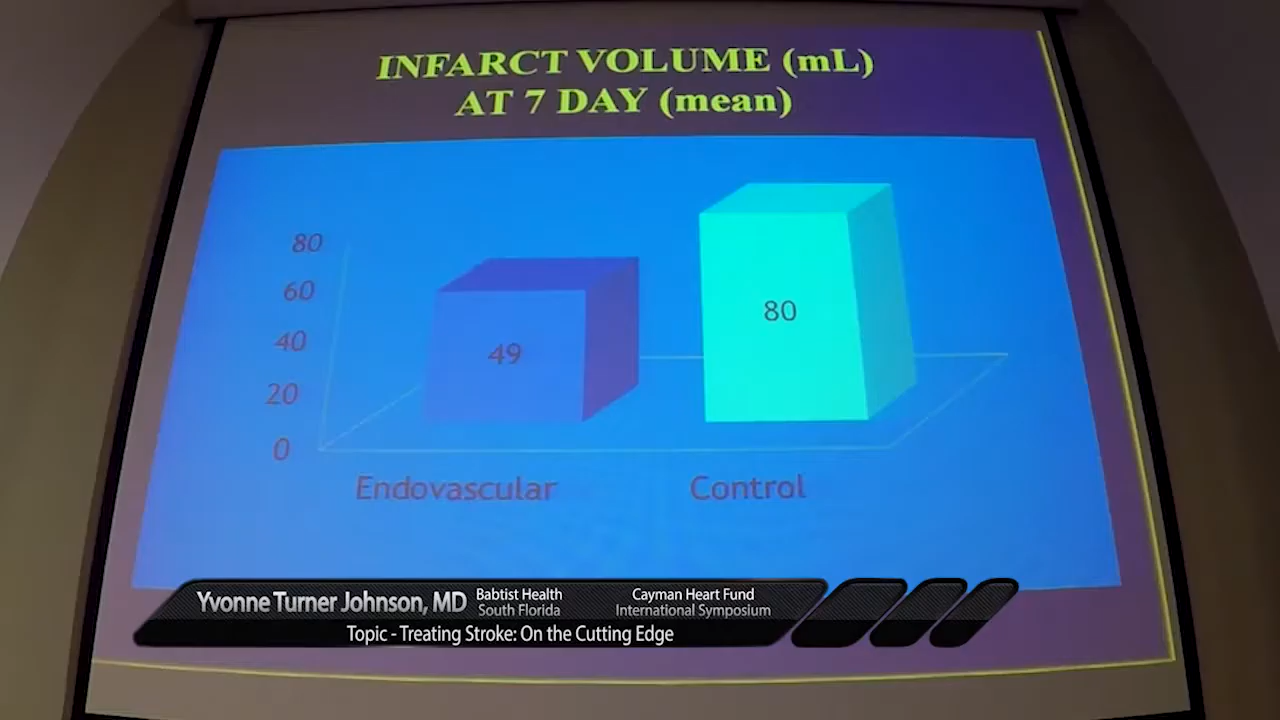 INFARCT VOLUME (mL)
AT 7 DAY (mean)
80
60
40
20
0
49
80
Endovascular
Control
Yvonne Turner Johnson, MD
Babtist Health
South Florida
Cayman Heart Fund
International Symposium
Topic - Treating Stroke: On the Cutting Edge